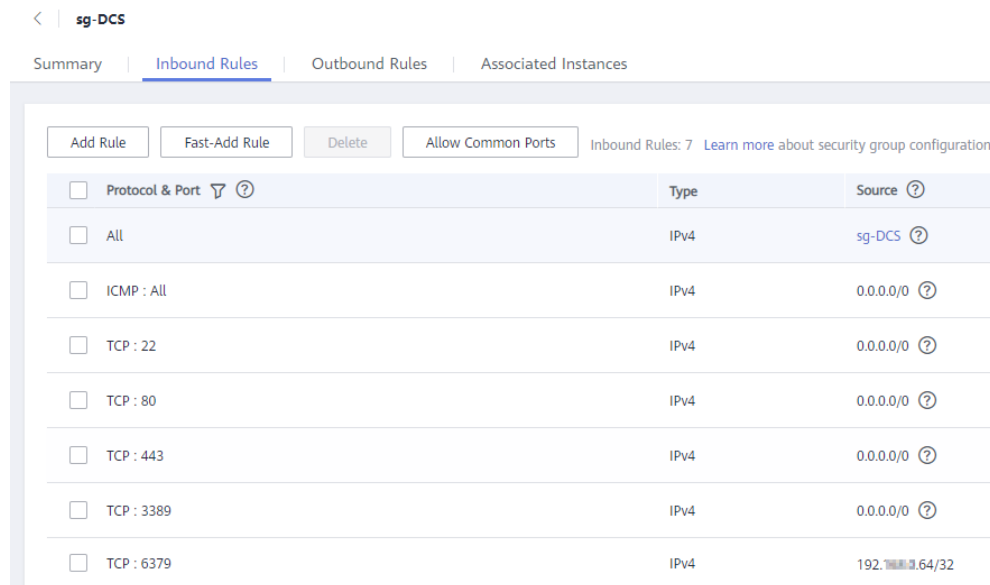 sg-DCS
Summary Inbound Rules Outbound Rules Associated Instances
Add Rule Fast-Add Rule Delete Allow Common Ports Inbound Rules: 7 Learn more about security group configuration
Protocol & Port Type Source
All IPv4 sg-DCS
ICMP : All IPv4 0.0.0.0/0
TCP : 22 IPv4 0.0.0.0/0
TCP : 80 IPv4 0.0.0.0/0
TCP : 443 IPv4 0.0.0.0/0
TCP : 3389 IPv4 0.0.0.0/0
TCP : 6379 IPv4 192. .64/32